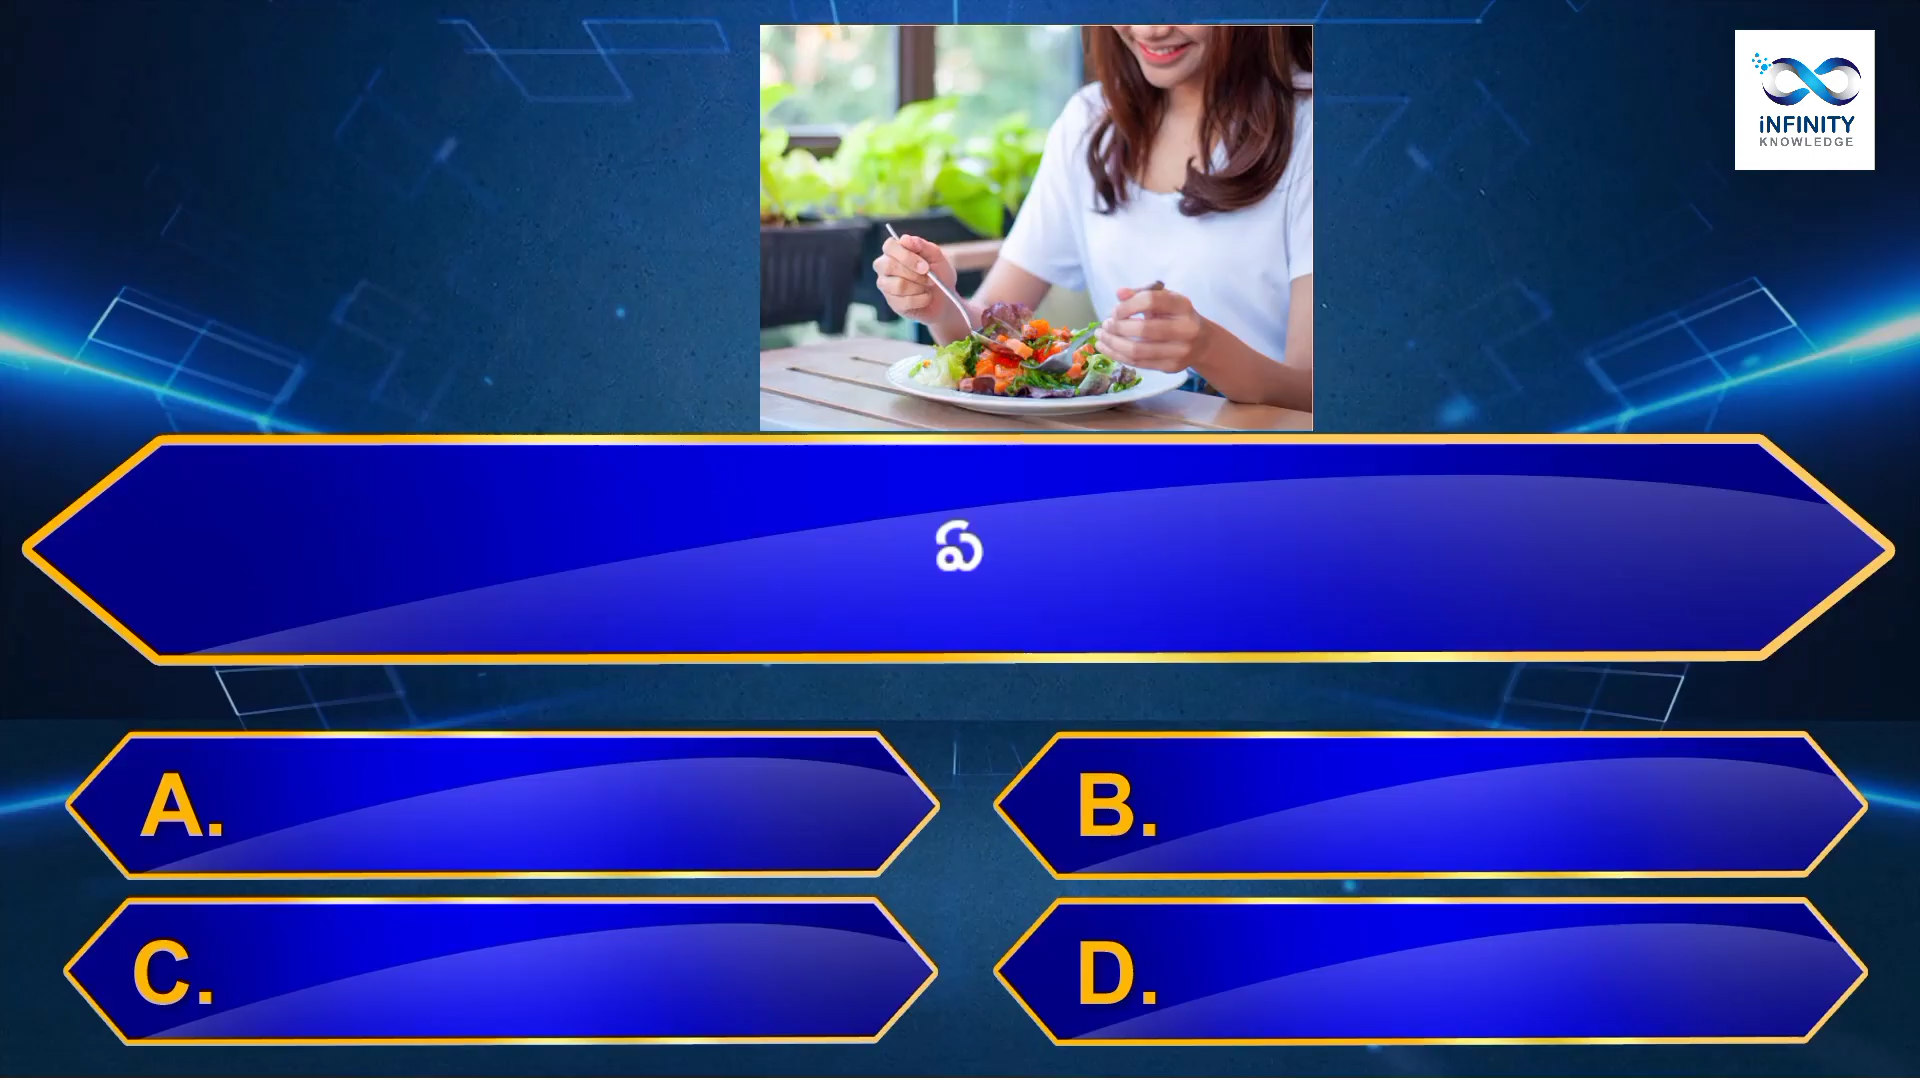 iNFINITY
KNOWLEDGE
ఏ
A.
B.
C.
D.